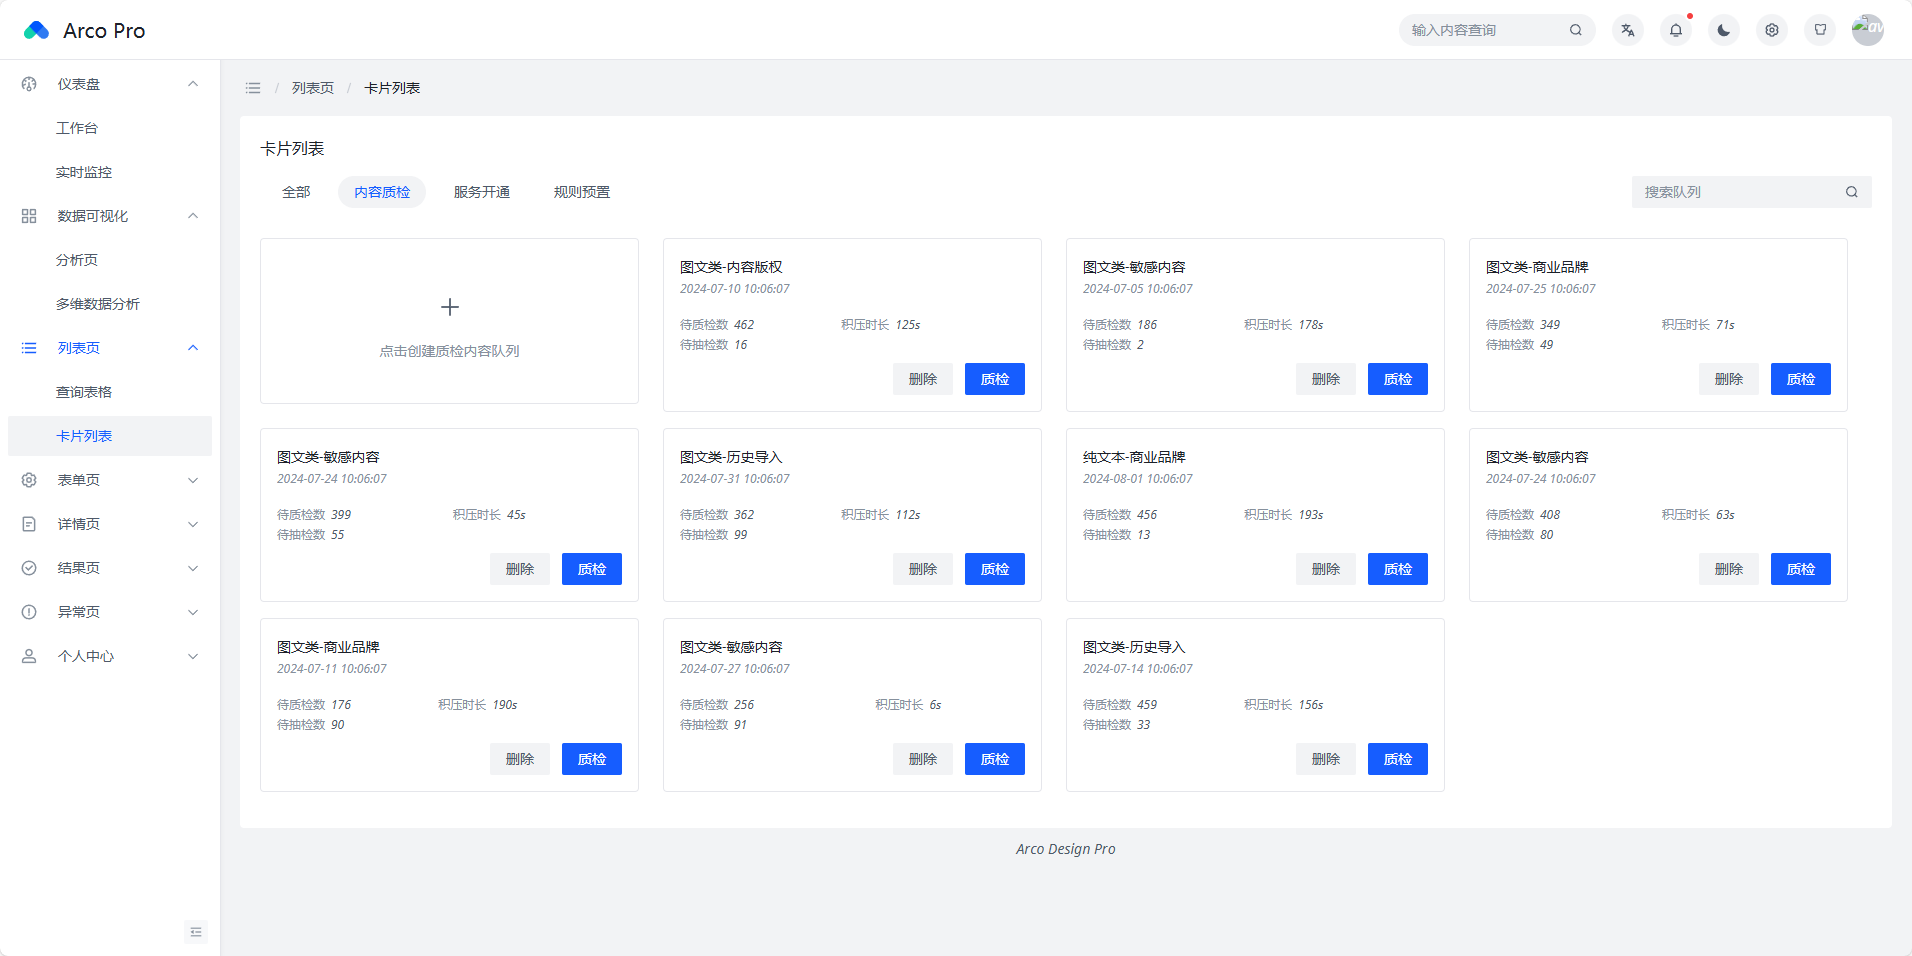 Arco Pro
输入内容查询
仪表盘
工作台
实时监控
数据可视化
分析页
多维数据分析
列表页
查询表格
卡片列表
表单页
详情页
结果页
异常页
个人中心
/ 列表页 / 卡片列表
卡片列表
全部 内容质检 服务开通 规则预置
搜索队列
点击创建质检内容队列
图文类-内容版权
2024-07-10 10:06:07
待质检数 462 积压时长 125s
待抽检数 16
删除 质检
图文类-敏感内容
2024-07-05 10:06:07
待质检数 186 积压时长 178s
待抽检数 2
删除 质检
图文类-商业品牌
2024-07-25 10:06:07
待质检数 349 积压时长 71s
待抽检数 49
删除 质检
图文类-敏感内容
2024-07-24 10:06:07
待质检数 399 积压时长 45s
待抽检数 55
删除 质检
图文类-历史导入
2024-07-31 10:06:07
待质检数 362 积压时长 112s
待抽检数 99
删除 质检
纯文本-商业品牌
2024-08-01 10:06:07
待质检数 456 积压时长 193s
待抽检数 13
删除 质检
图文类-敏感内容
2024-07-24 10:06:07
待质检数 408 积压时长 63s
待抽检数 80
删除 质检
图文类-商业品牌
2024-07-11 10:06:07
待质检数 176 积压时长 190s
待抽检数 90
删除 质检
图文类-敏感内容
2024-07-27 10:06:07
待质检数 256 积压时长 6s
待抽检数 91
删除 质检
图文类-历史导入
2024-07-14 10:06:07
待质检数 459 积压时长 156s
待抽检数 33
删除 质检
Arco Design Pro